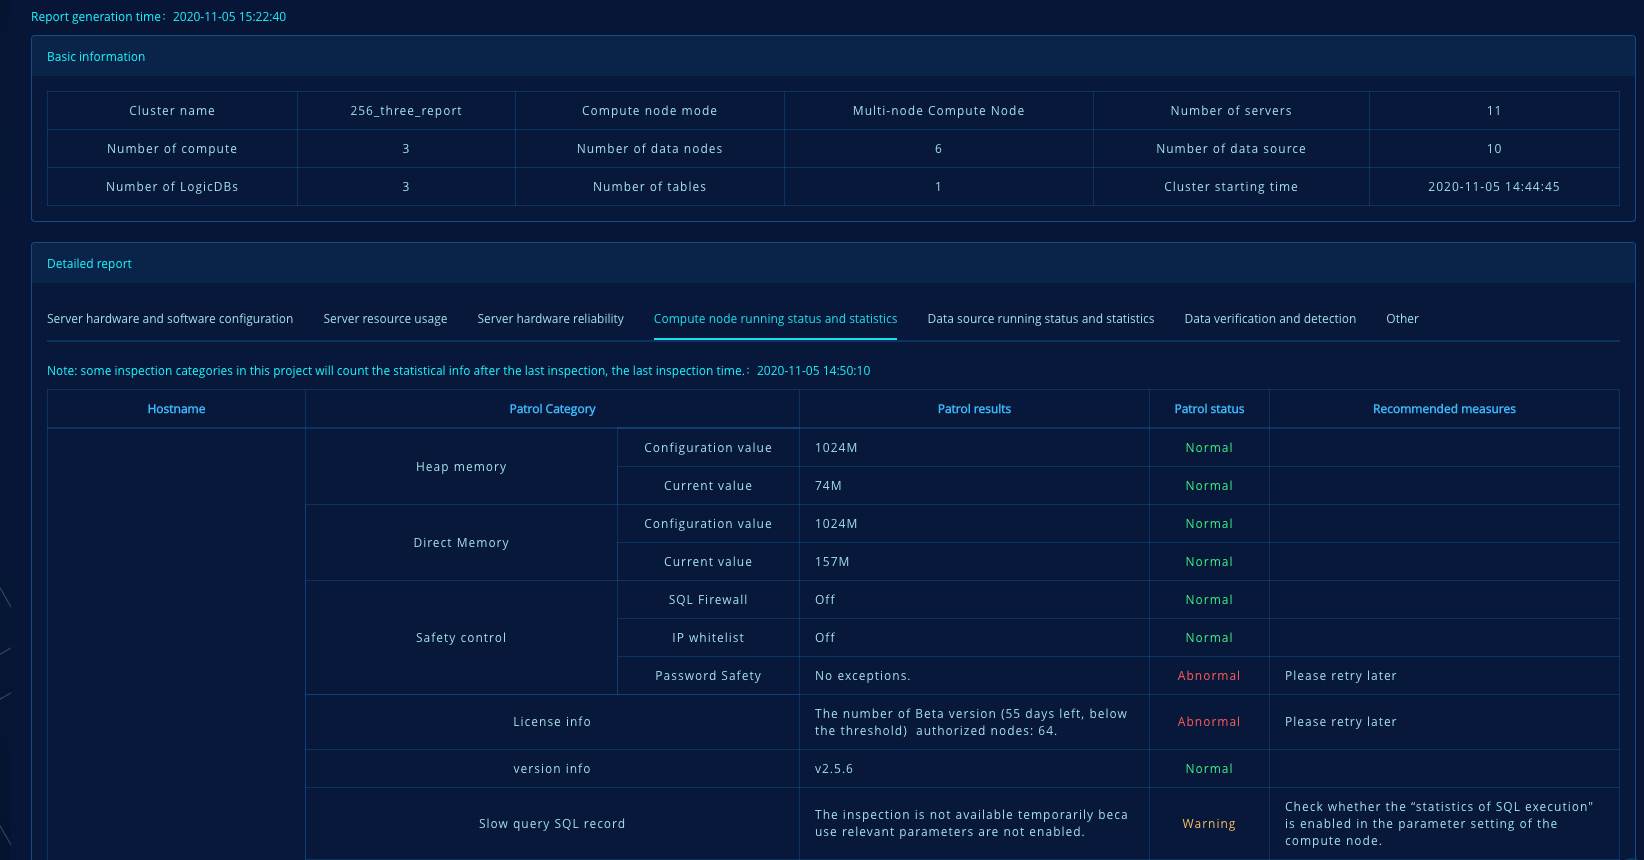 Report generation time：2020-11-05 15:22:40
Basic information
Cluster name 256_three_report Compute node mode Multi-node Compute Node Number of servers 11
Number of compute 3 Number of data nodes 6 Number of data source 10
Number of LogicDBs 3 Number of tables 1 Cluster starting time 2020-11-05 14:44:45
Detailed report
Server hardware and software configuration Server resource usage Server hardware reliability Compute node running status and statistics Data source running status and statistics Data verification and detection Other
Note: some inspection categories in this project will count the statistical info after the last inspection, the last inspection time.：2020-11-05 14:50:10
Hostname Patrol Category Patrol results Patrol status Recommended measures
Heap memory
Configuration value 1024M Normal
Current value 74M Normal
Direct Memory
Configuration value 1024M Normal
Current value 157M Normal
Safety control
SQL Firewall Off Normal
IP whitelist Off Normal
Password Safety No exceptions. Abnormal Please retry later
License info
The number of Beta version (55 days left, below
the threshold) authorized nodes: 64.
Abnormal Please retry later
version info v2.5.6 Normal
Slow query SQL record
The inspection is not available temporarily beca
use relevant parameters are not enabled.
Warning
Check whether the “statistics of SQL execution"
is enabled in the parameter setting of the
compute node.